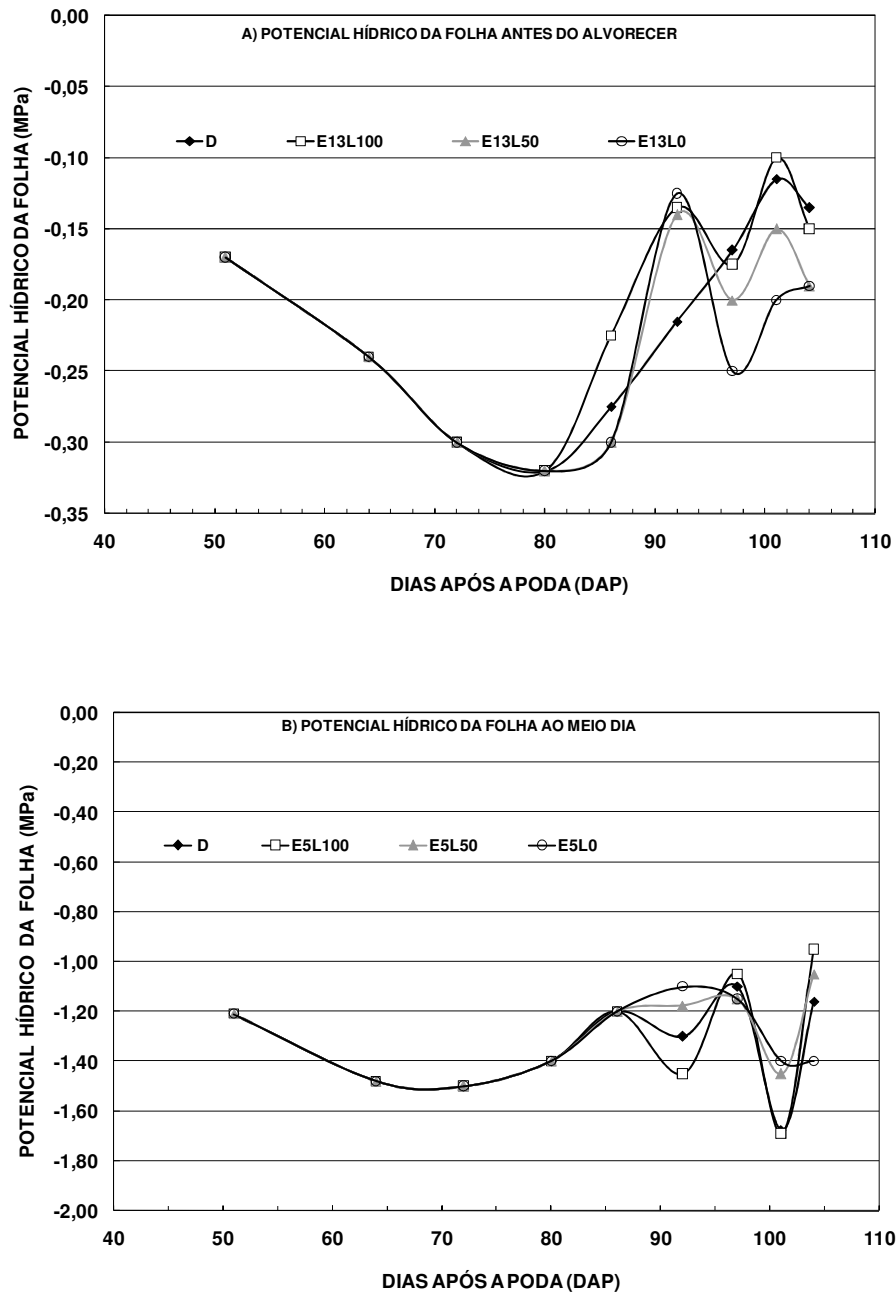 A) POTENCIAL HÍDRICO DA FOLHA ANTES DO ALVORECER
POTENCIAL HÍDRICO DA FOLHA (MPa)
0,00
-0,05
-0,10
-0,15
-0,20
-0,25
-0,30
-0,35
D E13L100 E13L50 E13L0
40 50 60 70 80 90 100 110
DIAS APÓS A PODA (DAP)
B) POTENCIAL HÍDRICO DA FOLHA AO MEIO DIA
POTENCIAL HÍDRICO DA FOLHA (MPa)
0,00
-0,20
-0,40
-0,60
-0,80
-1,00
-1,20
-1,40
-1,60
-1,80
-2,00
D E5L100 E5L50 E5L0
40 50 60 70 80 90 100 110
DIAS APÓS A PODA (DAP)